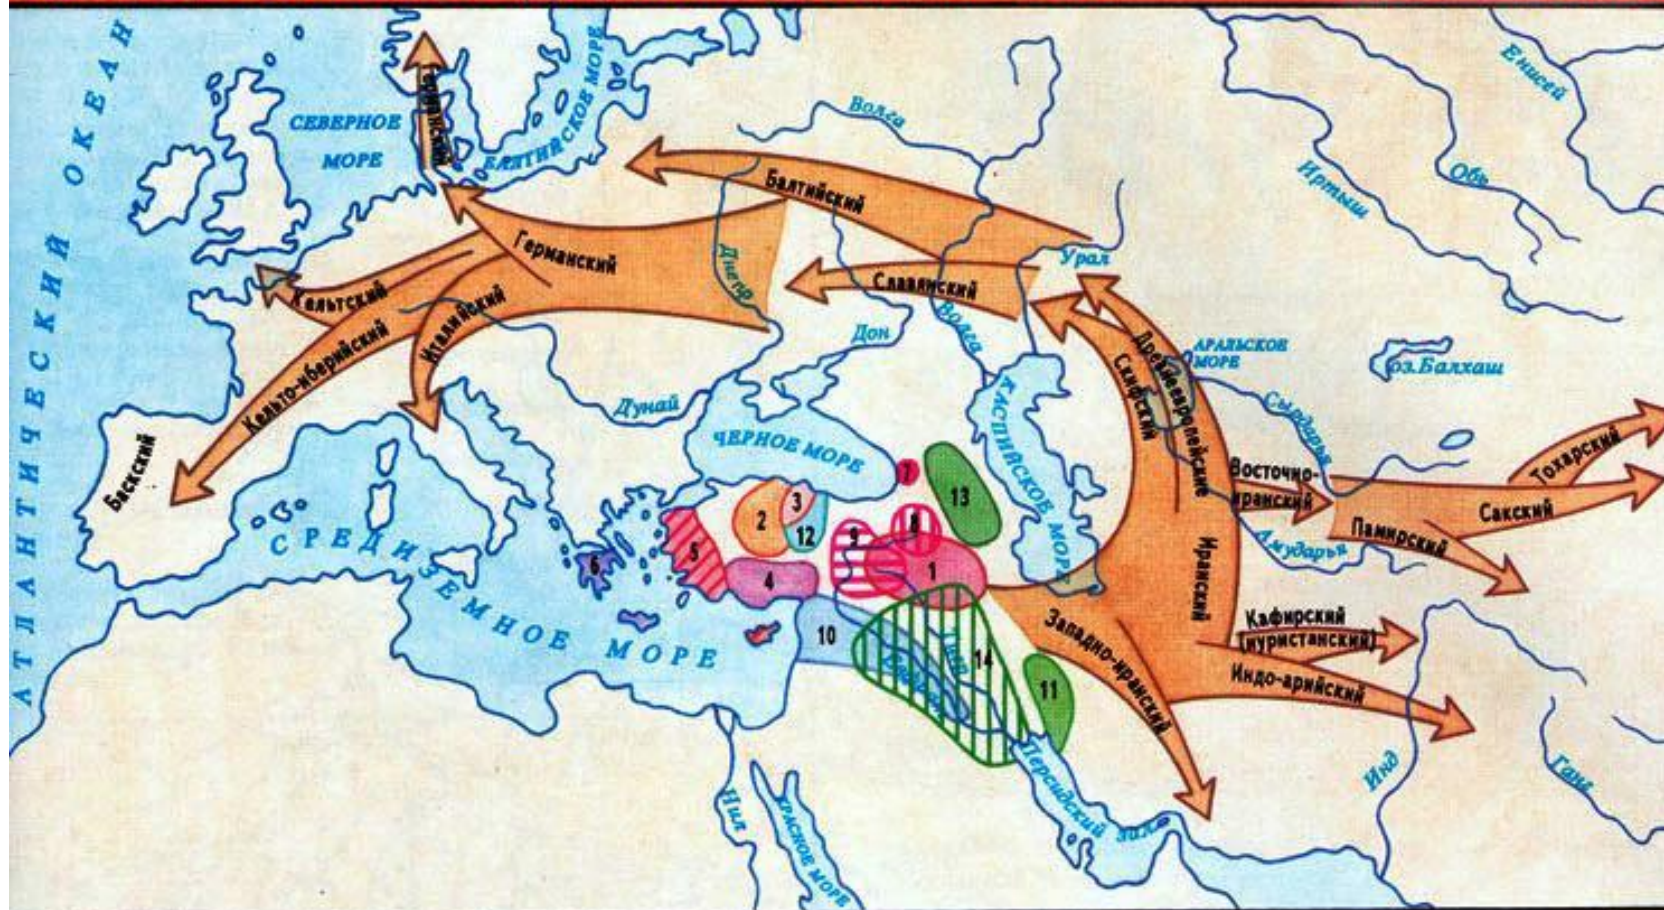 АТЛАНТИЧЕСКИЙ ОКЕАН
СЕВЕРНОЕ
МОРЕ
Германский
БАЛТИЙСКОЕ МОРЕ
Волга
Енисей
Обь
Иртыш
Балтийский
Днепр
Германский
Кельтский
Кельто-иберийский
Италийский
Славянский
Урал
Волга
Дон
Дунай
Баскский
ЧЕРНОЕ МОРЕ
КАСПИЙСКОЕ МОРЕ
АРАЛЬСКОЕ
МОРЕ
оз.Балхаш
Сырдарья
Амударья
Скифский
Древнеевропейские
Восточно-
иранский
Тохарский
Сакский
Памирский
Иранский
Кафирский
(нуристанский)
Индо-арийский
Западно-иранский
СРЕДИЗЕМНОЕ МОРЕ
7
13
2
3
12
5
9
8
6
4
1
10
14
11
Персидский зал.
Инд
Ганг
Нил
КРАСНОЕ МОРЕ